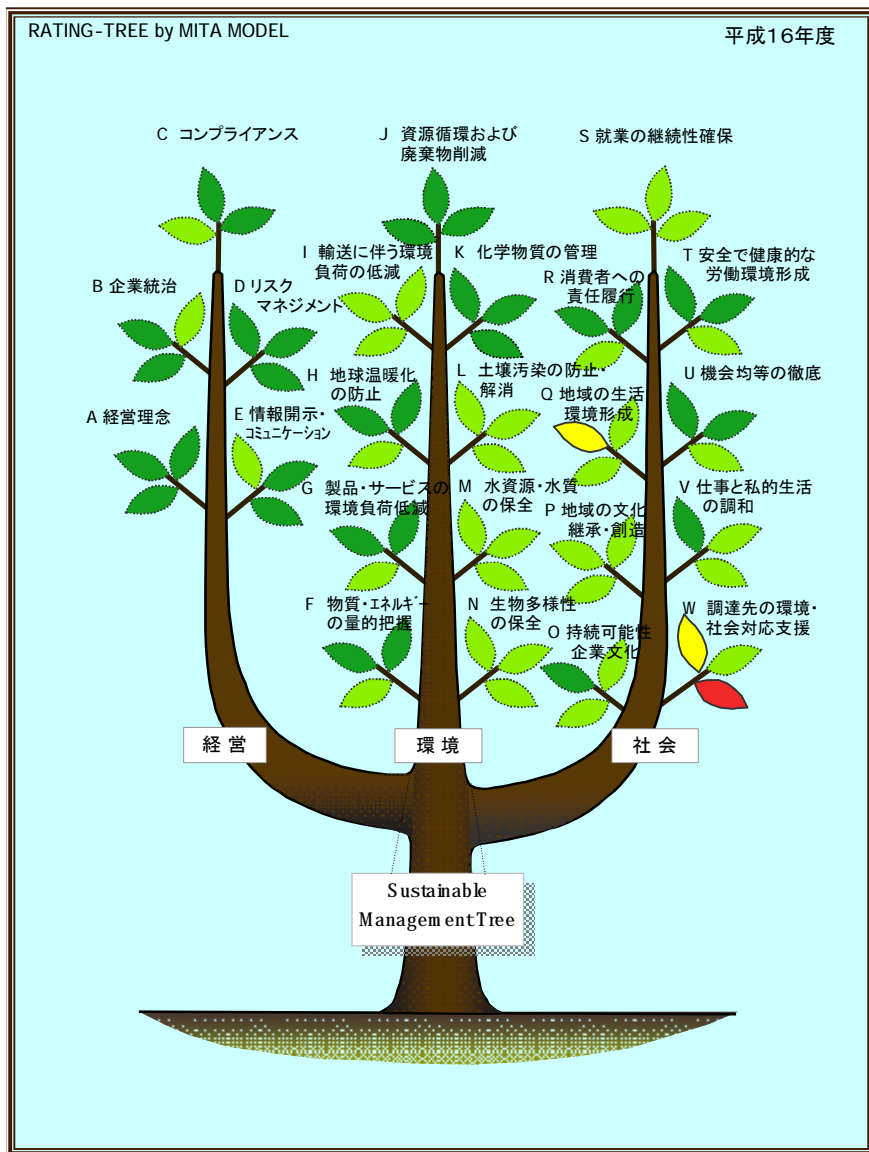 RATING-TREE by MITA MODEL
平成16年度
C コンプライアンス
J 資源循環および
廃棄物削減
S 就業の継続性確保
I 輸送に伴う環境
負荷の低減
K 化学物質の管理
T 安全で健康的な
労働環境形成
R 消費者への
責任履行
B 企業統治
D リスク
マネジメント
H 地球温暖化
の防止
L 土壌汚染の防止・
解消
Q 地域の生活
環境形成
U 機会均等の徹底
A 経営理念
E 情報開示・
コミュニケーション
G 製品・サービスの
環境負荷低減
M 水資源・水質
の保全
P 地域の文化
継承・創造
V 仕事と私的生活
の調和
F 物質・エネルギー
の量的把握
N 生物多様性
の保全
O 持続可能性
企業文化
W 調達先の環境・
社会対応支援
経営
環境
社会
Sustainable
Management Tree